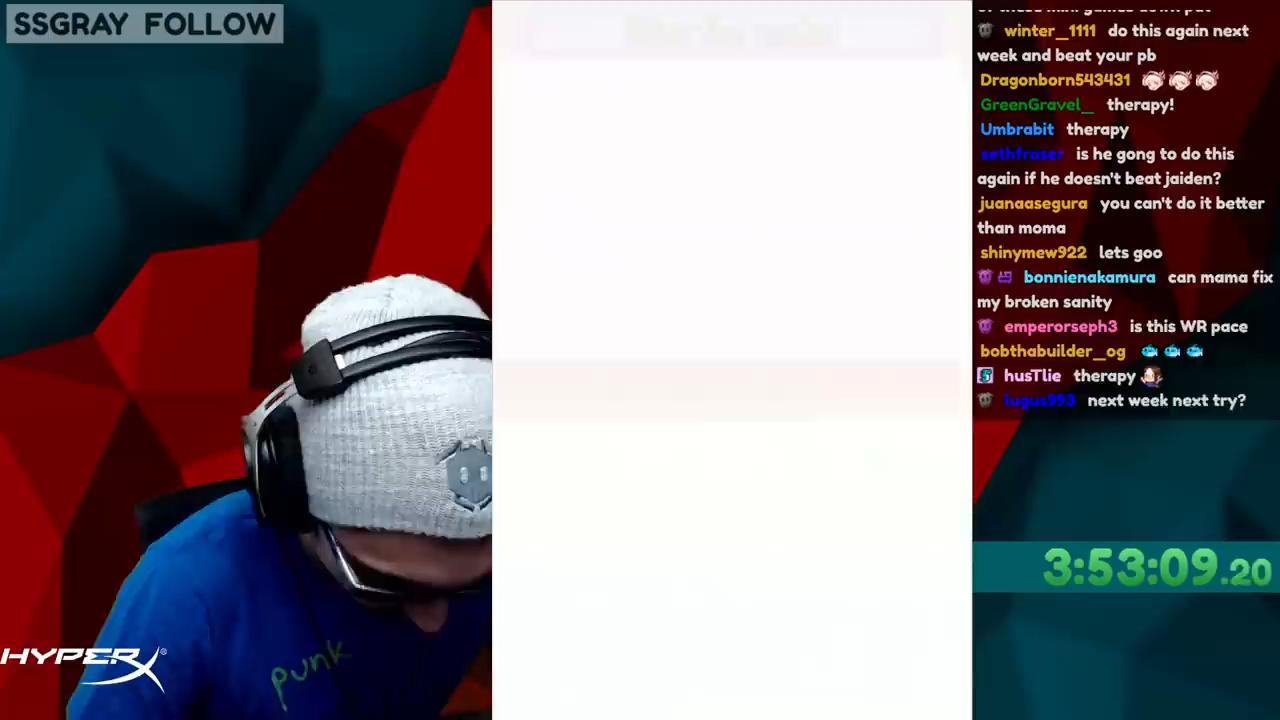 SSGRAY FOLLOW
winter_1111 do this again next
week and beat your pb
Dragonborn543431
GreenGravel_ therapy!
Umbrabit therapy
sethfraser is he gong to do this
again if he doesn't beat jaiden?
juanaasegura you can't do it better
than moma
shinymew922 lets goo
bonnienakamura can mama fix
my broken sanity
emperorseph3 is this WR pace
bobthabuilder_og
husTlie therapy
lugus993 next week next try?
3:53:09.20
HYPERX®
punk